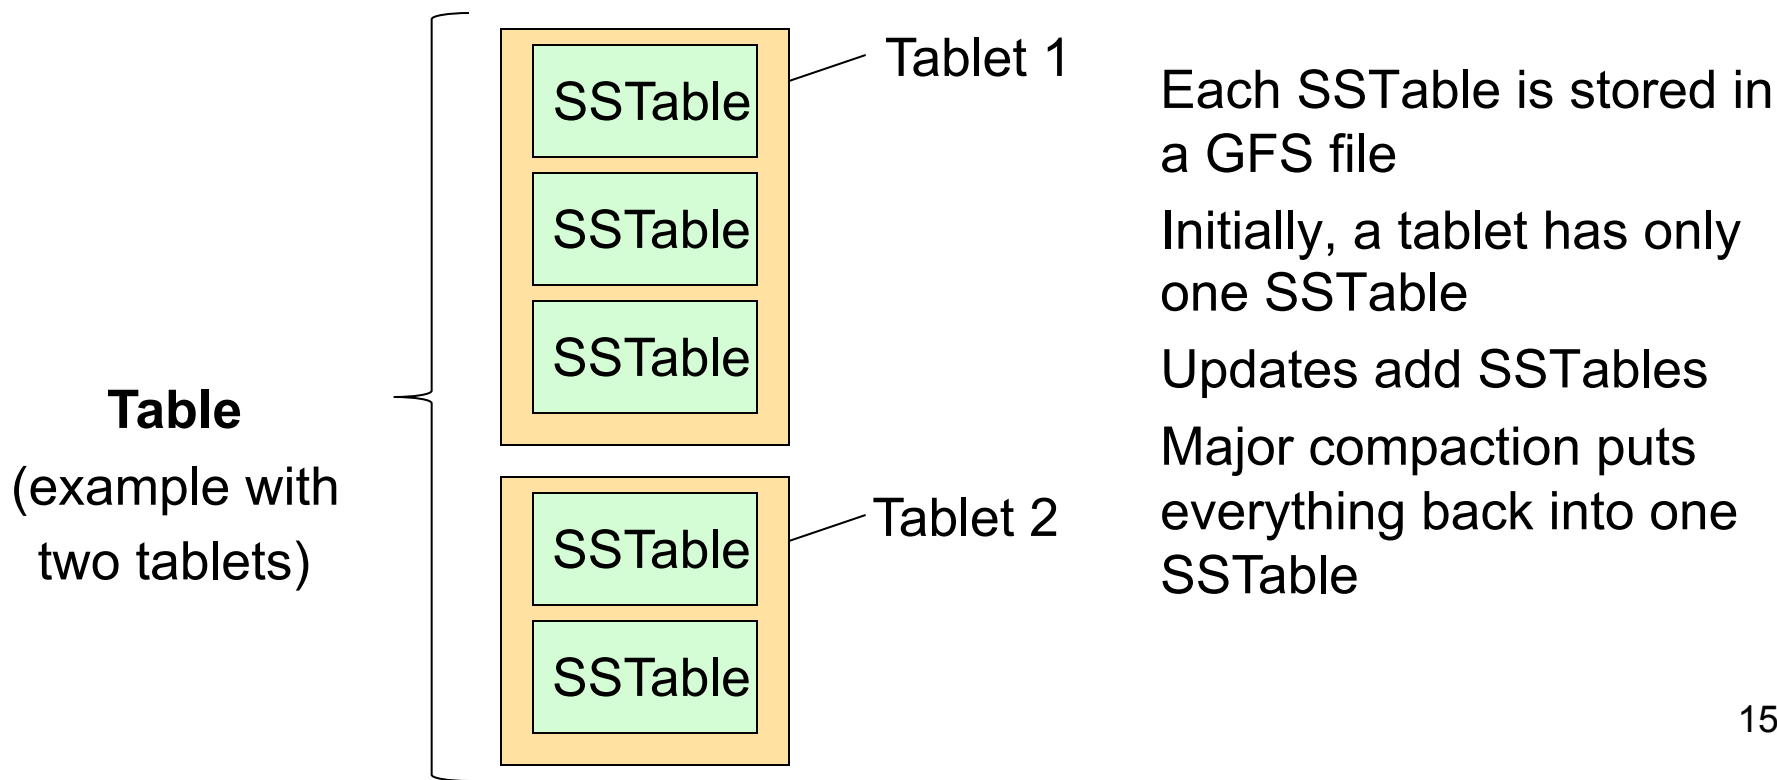 SSTable
SSTable
SSTable
Tablet 1
SSTable
SSTable
Tablet 2
Table
(example with
two tablets)
Each SSTable is stored in
a GFS file
Initially, a tablet has only
one SSTable
Updates add SSTables
Major compaction puts
everything back into one
SSTable
15